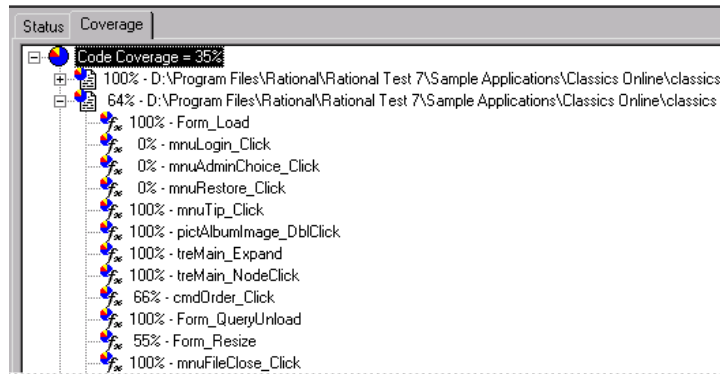 Status Coverage
Code Coverage = 35%
100% - D:\Program Files\Rational\Rational Test 7\Sample Applications\Classics Online\classics
64% - D:\Program Files\Rational\Rational Test 7\Sample Applications\Classics Online\classics
100% - Form_Load
0% - mnuLogin_Click
0% - mnuAdminChoice_Click
0% - mnuRestore_Click
100% - mnuTip_Click
100% - pictAlbumImage_DblClick
100% - treMain_Expand
100% - treMain_NodeClick
66% - cmdOrder_Click
100% - Form_QueryUnload
55% - Form_Resize
100% - mnuFileClose_Click